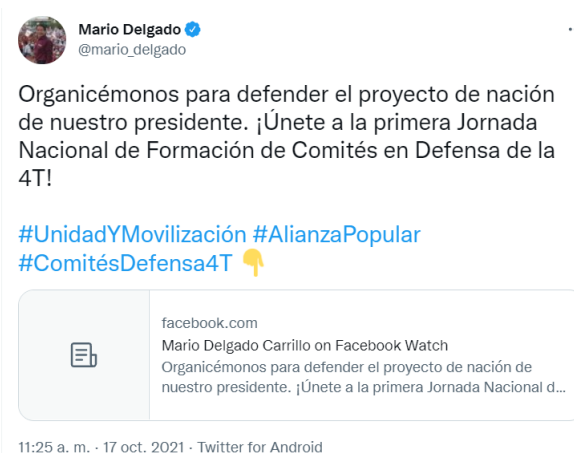 Mario Delgado
@mario_delgado
Organicémonos para defender el proyecto de nación
de nuestro presidente. ¡Únete a la primera Jornada
Nacional de Formación de Comités en Defensa de la
4T!
#UnidadYMovilización #AlianzaPopular
#ComitésDefensa4T 👇
facebook.com
Mario Delgado Carrillo on Facebook Watch
Organicémonos para defender el proyecto de nación de
nuestro presidente. ¡Únete a la primera Jornada Nacional d...
11:25 a. m. · 17 oct. 2021 · Twitter for Android